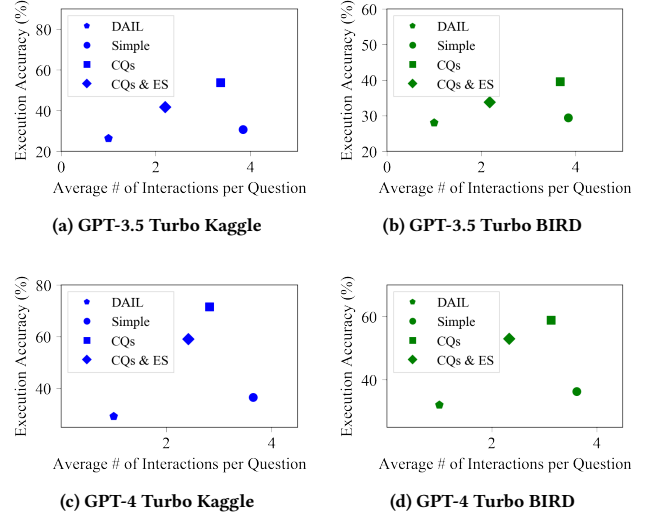 Execution Accuracy (%)
80
60
40
20
0
2
4
DAIL
Simple
CQs
CQs & ES
Average # of Interactions per Question
(a) GPT-3.5 Turbo Kaggle
Execution Accuracy (%)
60
50
40
30
20
0
2
4
DAIL
Simple
CQs
CQs & ES
Average # of Interactions per Question
(b) GPT-3.5 Turbo BIRD
Execution Accuracy (%)
80
60
40
2
4
DAIL
Simple
CQs
CQs & ES
Average # of Interactions per Question
(c) GPT-4 Turbo Kaggle
Execution Accuracy (%)
60
40
2
4
DAIL
Simple
CQs
CQs & ES
Average # of Interactions per Question
(d) GPT-4 Turbo BIRD